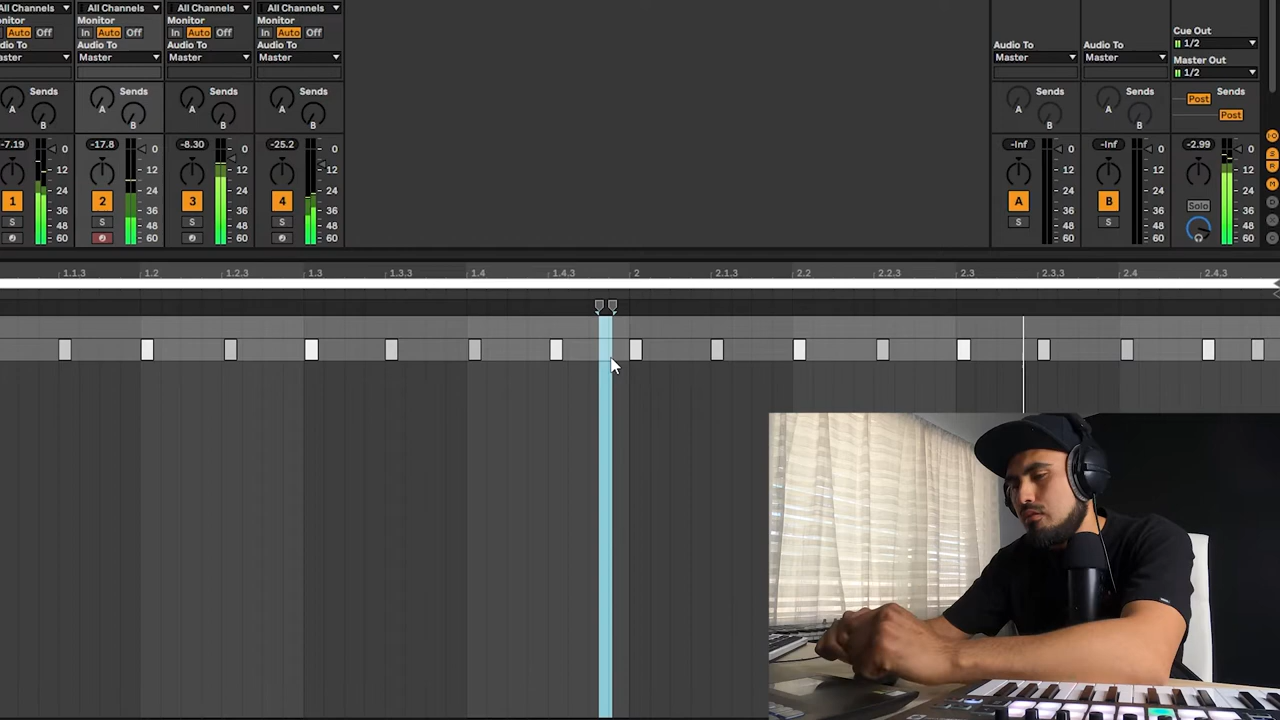 All Channels All Channels All Channels All Channels
Monitor Monitor Monitor
Auto Off In Auto Off In Auto Off In Auto Off
Audio To Audio To Audio To Audio To Audio To
Master Master Master Master Master
Cue Out
1/2
Master Out
1/2
Sends Sends Sends Sends Sends Sends Sends
A A A A A A Post
B B B B B B Post
-7.19 -17.8 -8.30 -25.2 -Inf -Inf -2.99
0 0 0 0 0 0 0
12 12 12 12 12 12 12
24 24 24 24 24 24 24
1 2 3 4 A B Solo
36 36 36 36 36 36 36
S S S S S S
48 48 48 48 48 48 48
60 60 60 60 60 60 60
1.1.3 1.2 1.2.3 1.3 1.3.3 1.4 1.4.3 2 2.1.3 2.2 2.2.3 2.3 2.3.3 2.4 2.4.3